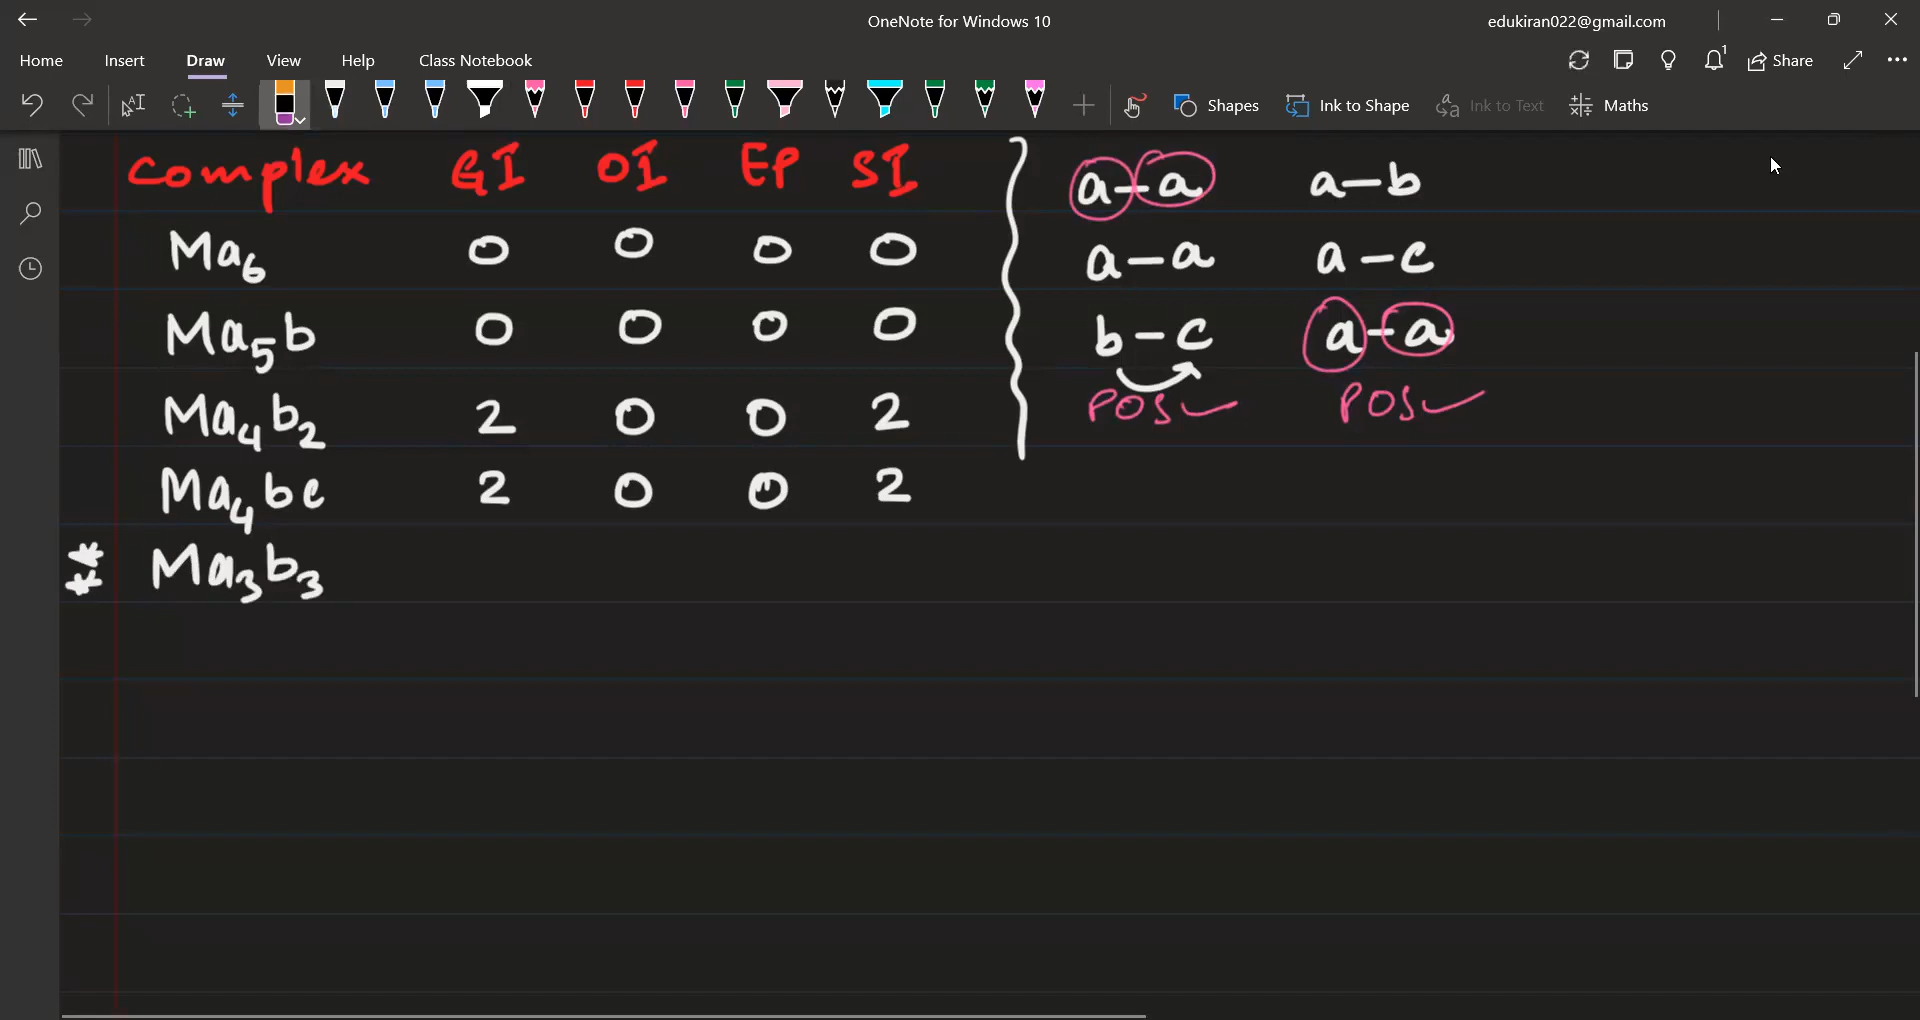 OneNote for Windows 10 edukiran022@gmail.com
Home Insert Draw View Help Class Notebook 1 Share
Shapes Ink to Shape Ink to Text Maths
Complex GI OI EP SI
Ma6 0 0 0 0
Ma5b 0 0 0 0
Ma4b2 2 0 0 2
Ma4bc 2 0 0 2
** Ma3b3
a-a a-b
a-a a-c
b-c a-a
POS✓ POS✓